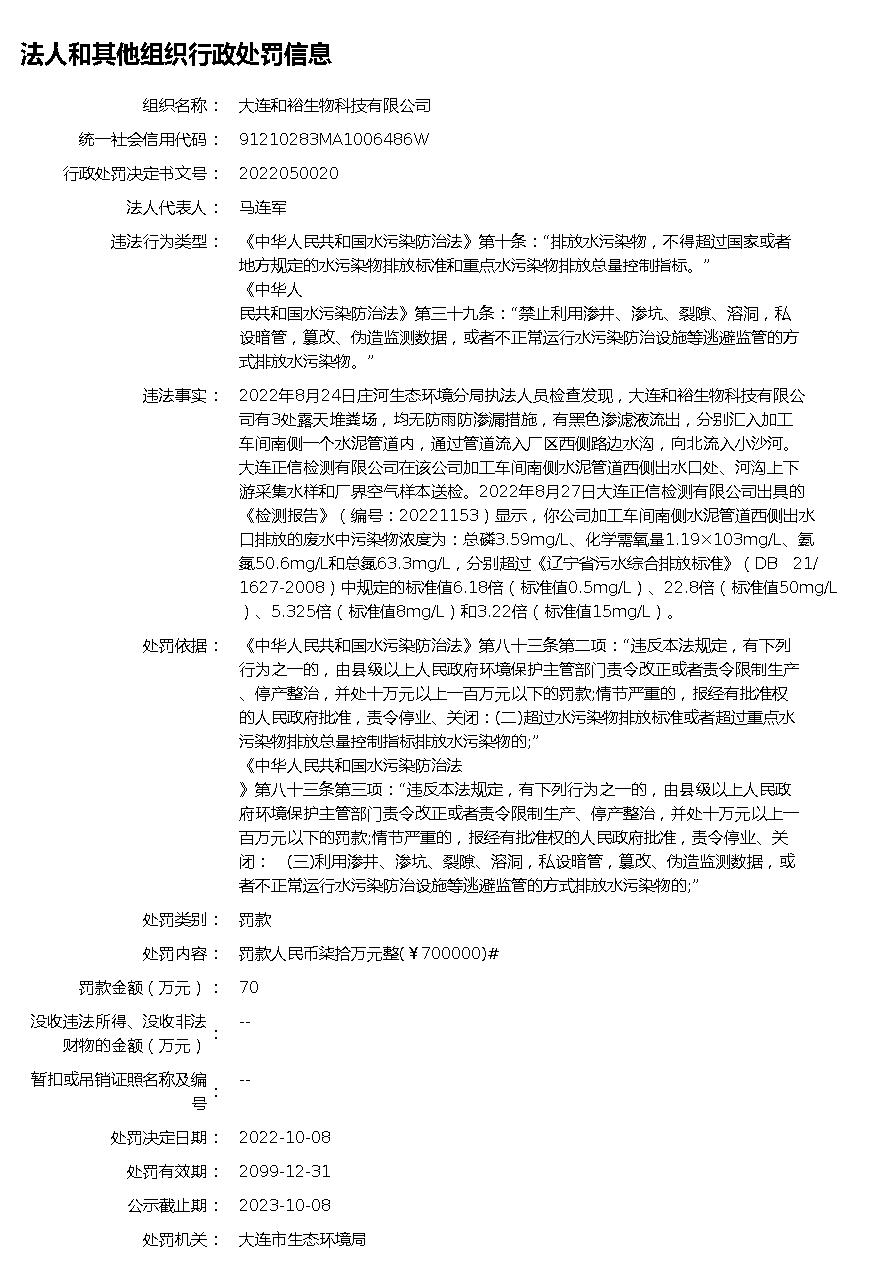 法人和其他组织行政处罚信息
组织名称： 大连和裕生物科技有限公司
统一社会信用代码： 91210283MA1006486W
行政处罚决定书文号： 2022050020
法人代表人： 马连军
违法行为类型： 《中华人民共和国水污染防治法》第十条：“排放水污染物，不得超过国家或者
地方规定的水污染物排放标准和重点水污染物排放总量控制指标。”
《中华人
民共和国水污染防治法》第三十九条：“禁止利用渗井、渗坑、裂隙、溶洞，私
设暗管，篡改、伪造监测数据，或者不正常运行水污染防治设施等逃避监管的方
式排放水污染物。”
违法事实： 2022年8月24日庄河生态环境分局执法人员检查发现，大连和裕生物科技有限公
司有3处露天堆粪场，均无防雨防渗漏措施，有黑色渗滤液流出，分别汇入加工
车间南侧一个水泥管道内，通过管道流入厂区西侧路边水沟，向北流入小沙河。
大连正信检测有限公司在该公司加工车间南侧水泥管道西侧出水口处、河沟上下
游采集水样和厂界空气样本送检。2022年8月27日大连正信检测有限公司出具的
《检测报告》（编号：20221153）显示，你公司加工车间南侧水泥管道西侧出水
口排放的废水中污染物浓度为：总磷3.59mg/L、化学需氧量1.19×103mg/L、氨
氮50.6mg/L和总氮63.3mg/L，分别超过《辽宁省污水综合排放标准》（DB 21/
1627-2008）中规定的标准值6.18倍（标准值0.5mg/L）、22.8倍（标准值50mg/L
）、5.325倍（标准值8mg/L）和3.22倍（标准值15mg/L）。
处罚依据： 《中华人民共和国水污染防治法》第八十三条第二项：“违反本法规定，有下列
行为之一的，由县级以上人民政府环境保护主管部门责令改正或者责令限制生产
、停产整治，并处十万元以上一百万元以下的罚款;情节严重的，报经有批准权
的人民政府批准，责令停业、关闭：(二)超过水污染物排放标准或者超过重点水
污染物排放总量控制指标排放水污染物的;”
《中华人民共和国水污染防治法
》第八十三条第三项：“违反本法规定，有下列行为之一的，由县级以上人民政
府环境保护主管部门责令改正或者责令限制生产、停产整治，并处十万元以上一
百万元以下的罚款;情节严重的，报经有批准权的人民政府批准，责令停业、关
闭： (三)利用渗井、渗坑、裂隙、溶洞，私设暗管，篡改、伪造监测数据，或
者不正常运行水污染防治设施等逃避监管的方式排放水污染物的;”
处罚类别： 罚款
处罚内容： 罚款人民币柒拾万元整(￥700000)#
罚款金额（万元）： 70
没收违法所得、没收非法
财物的金额（万元）： --
暂扣或吊销证照名称及编
号： --
处罚决定日期： 2022-10-08
处罚有效期： 2099-12-31
公示截止期： 2023-10-08
处罚机关： 大连市生态环境局